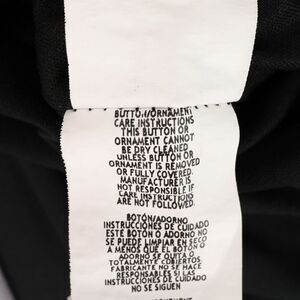 BUTTON/ORNAMENT
CARE INSTRUCTIONS
THIS BUTTON OR
ORNAMENT CANNOT
BE DRY CLEANED
UNLESS BUTTON OR
ORNAMENT IS REMOVED
OR FULLY COVERED.
MANUFACTURER IS
NOT RESPONSIBLE IF
CARE INSTRUCTIONS
ARE NOT FOLLOWED.
BOTÓN/ADORNO
INSTRUCCIONES DE CUIDADO
ESTE BOTÓN O ADORNO NO
SE PUEDE LIMPIAR EN SECO
A MENOS QUE EL BOTÓN O
ADORNO SE QUITA O
TOTALMENTE CÓBIERTOS.
FABRICANTE NO SE HACE
RESPONSABLES SI LAS
INSTRUCCIONES DE CUIDADO
NO SE SIGUEN